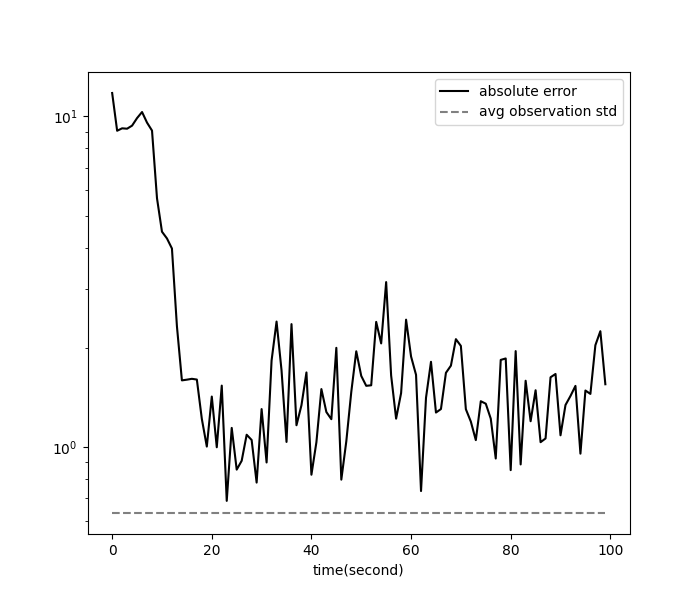 absolute error
avg observation std
10¹
10⁰
0 20 40 60 80 100
time(second)